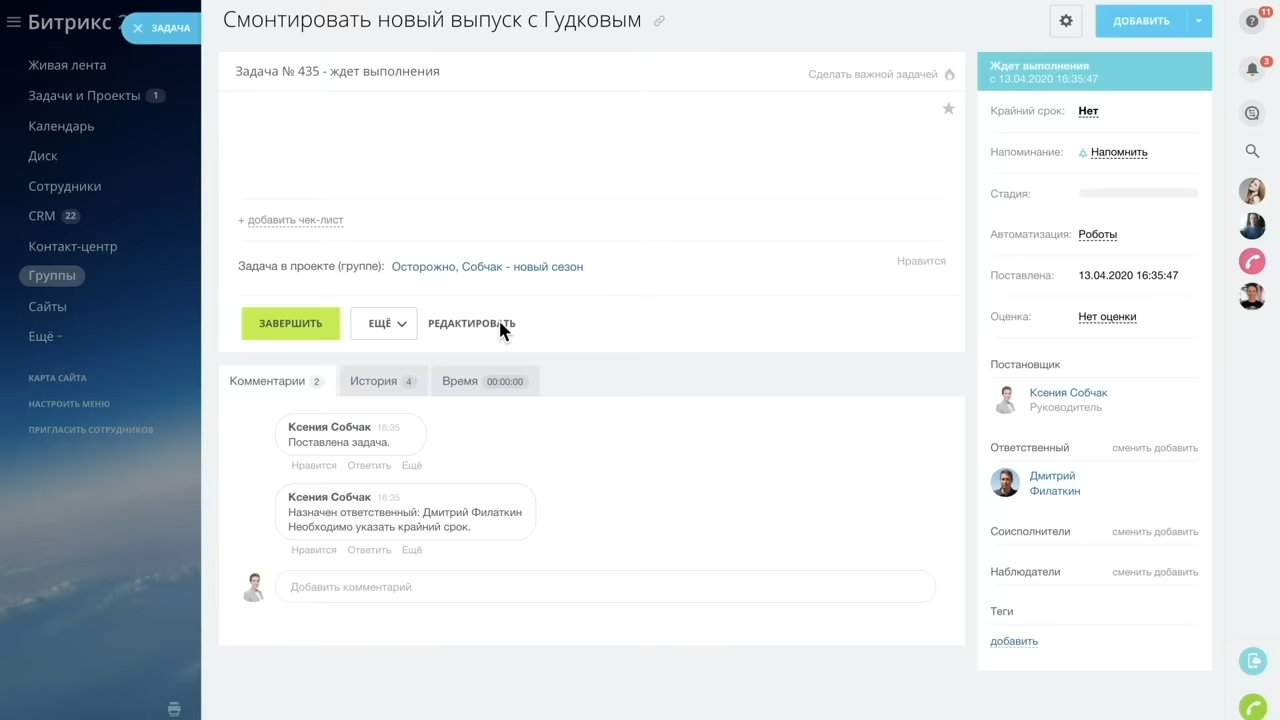 Битрикс 2
ЗАДАЧА
Живая лента
Задачи и Проекты 1
Календарь
Диск
Сотрудники
CRM 22
Контакт-центр
Группы
Сайты
Ещё
КАРТА САЙТА
НАСТРОИТЬ МЕНЮ
ПРИГЛАСИТЬ СОТРУДНИКОВ
Смонтировать новый выпуск с Гудковым
ДОБАВИТЬ
Задача № 435 - ждет выполнения
Сделать важной задачей
+ добавить чек-лист
Задача в проекте (группе): Осторожно, Собчак - новый сезон
Нравится
ЗАВЕРШИТЬ
ЕЩЁ
РЕДАКТИРОВАТЬ
Комментарии 2
История 4
Время 00:00:00
Ксения Собчак 16:35
Поставлена задача.
Нравится Ответить Ещё
Ксения Собчак 16:35
Назначен ответственный: Дмитрий Филаткин
Необходимо указать крайний срок.
Нравится Ответить Ещё
Добавить комментарий
Ждет выполнения
с 13.04.2020 16:35:47
Крайний срок: Нет
Напоминание: Напомнить
Стадия:
Автоматизация: Роботы
Поставлена: 13.04.2020 16:35:47
Оценка: Нет оценки
Постановщик
Ксения Собчак
Руководитель
Ответственный сменить добавить
Дмитрий
Филаткин
Соисполнители сменить добавить
Наблюдатели сменить добавить
Теги
добавить
11
3